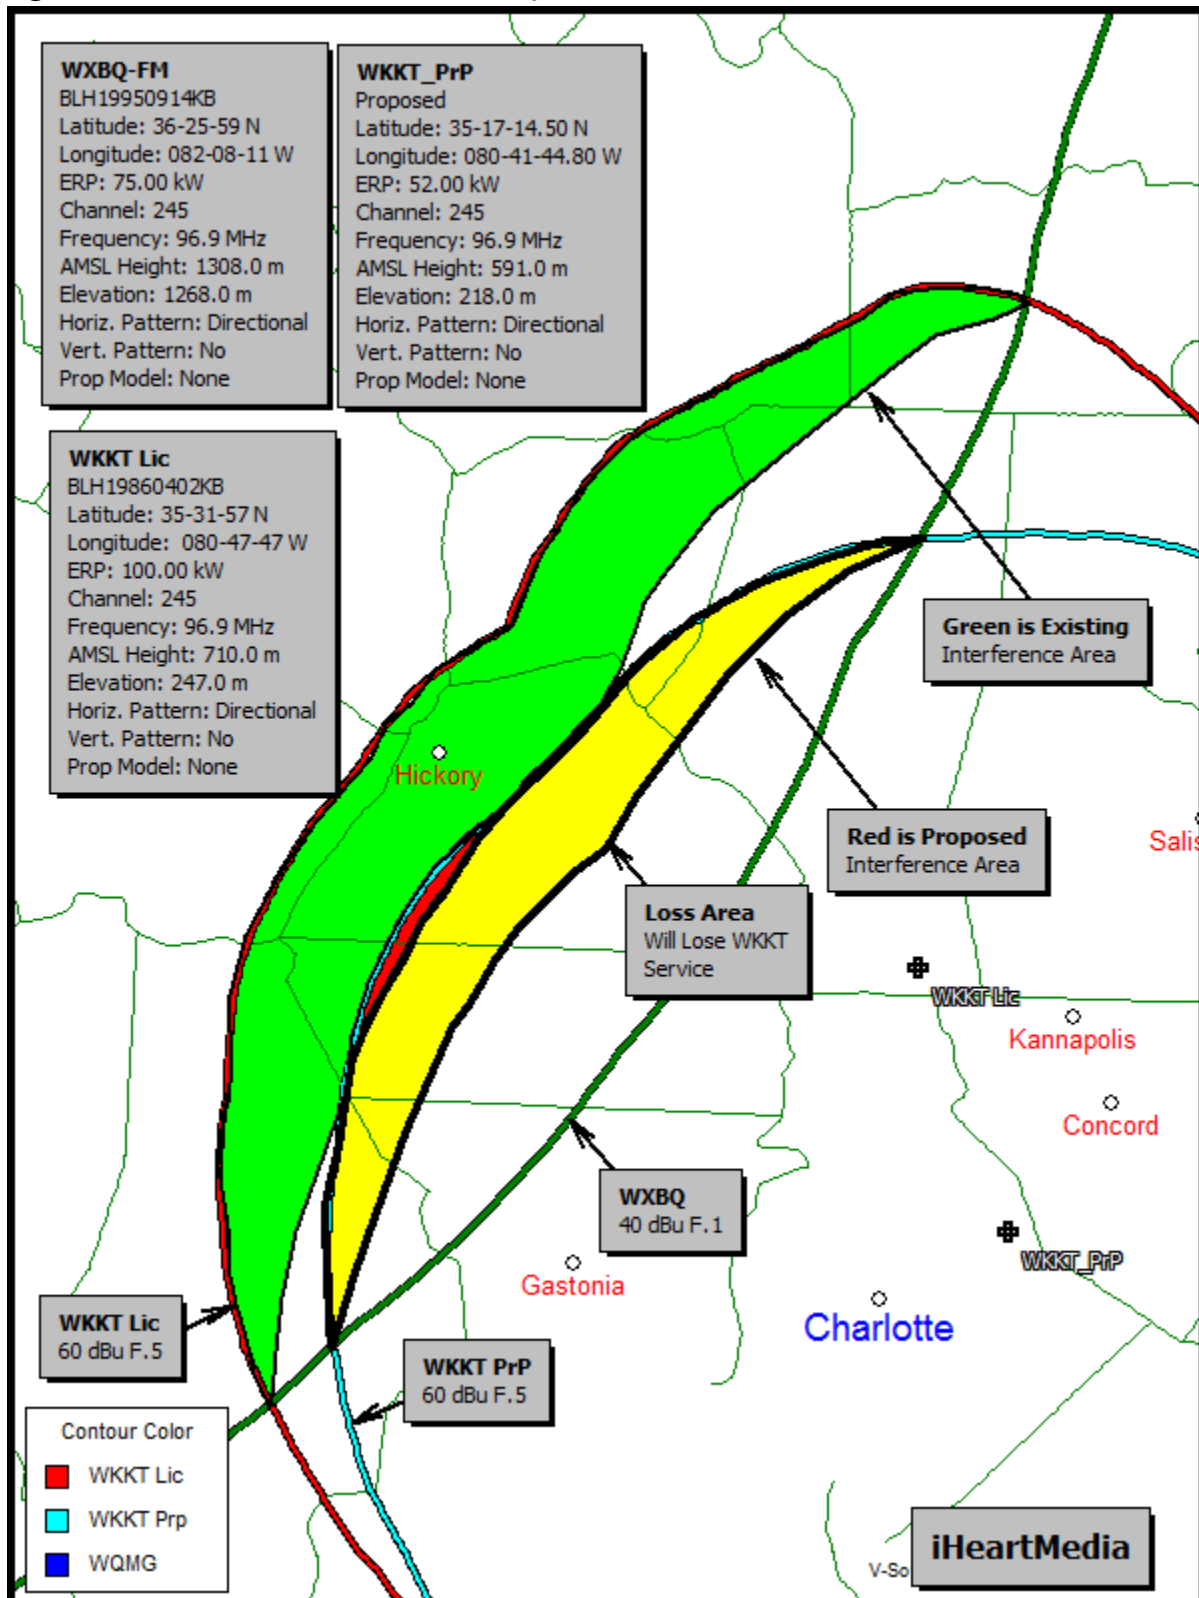 WXBQ-FM
BLH19950914KB
Latitude: 36-25-59 N
Longitude: 082-08-11 W
ERP: 75.00 kW
Channel: 245
Frequency: 96.9 MHz
AMSL Height: 1308.0 m
Elevation: 1268.0 m
Horiz. Pattern: Directional
Vert. Pattern: No
Prop Model: None
WKKT_PrP
Proposed
Latitude: 35-17-14.50 N
Longitude: 080-41-44.80 W
ERP: 52.00 kW
Channel: 245
Frequency: 96.9 MHz
AMSL Height: 591.0 m
Elevation: 218.0 m
Horiz. Pattern: Directional
Vert. Pattern: No
Prop Model: None
WKKT Lic
BLH19860402KB
Latitude: 35-31-57 N
Longitude: 080-47-47 W
ERP: 100.00 kW
Channel: 245
Frequency: 96.9 MHz
AMSL Height: 710.0 m
Elevation: 247.0 m
Horiz. Pattern: Directional
Vert. Pattern: No
Prop Model: None
Green is Existing
Interference Area
Hickory
Red is Proposed
Interference Area
Salis
Loss Area
Will Lose WKKT
Service
WKKT Lic
Kannapolis
Concord
WXBQ
40 dBu F.1
WKKT_PrP
Gastonia
Charlotte
WKKT Lic
60 dBu F.5
WKKT PrP
60 dBu F.5
Contour Color
WKKT Lic
WKKT Prp
WQMG
iHeartMedia
V-So